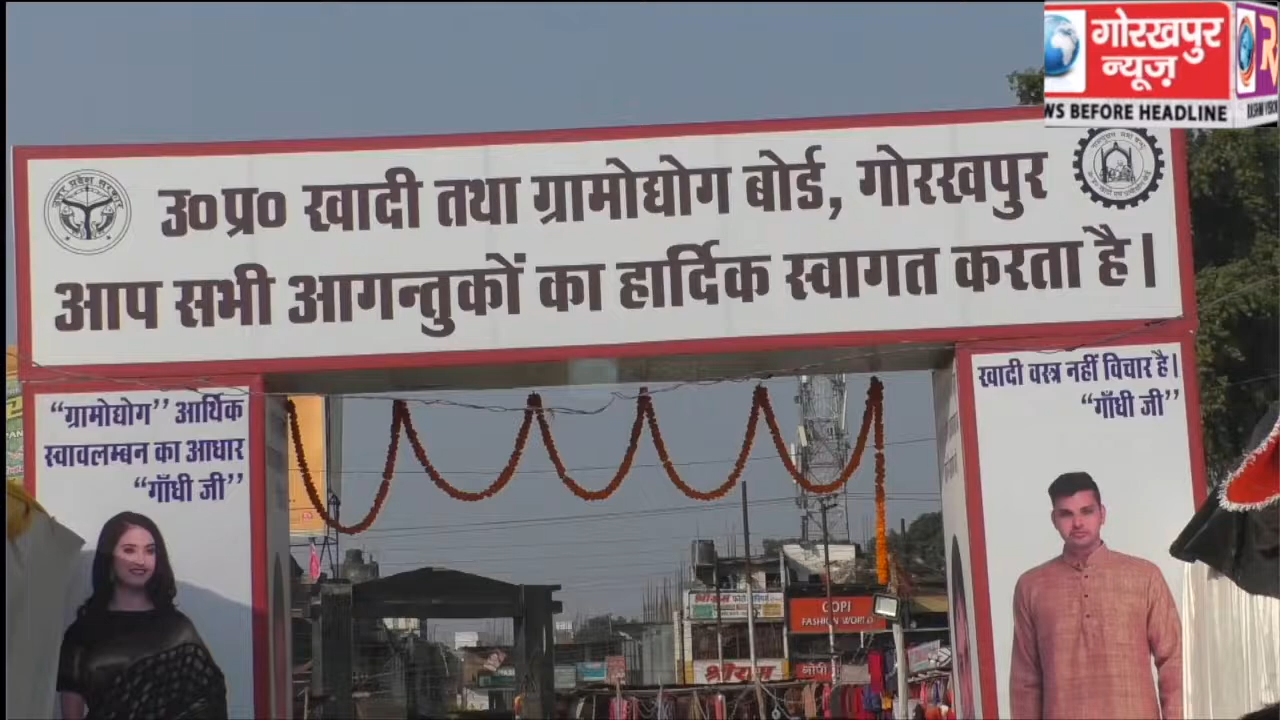 गोरखपुर
न्यूज़
WS BEFORE HEADLINE
उ०प्र० खादी तथा ग्रामोद्योग बोर्ड, गोरखपुर
आप सभी आगन्तुकों का हार्दिक स्वागत करता है।
“ग्रामोद्योग” आर्थिक
स्वावलम्बन का आधार
“गाँधी जी”
खादी वस्त्र नहीं विचार है।
“गाँधी जी”
GOPI
FASHION WORLD
श्रीराम
गोपी